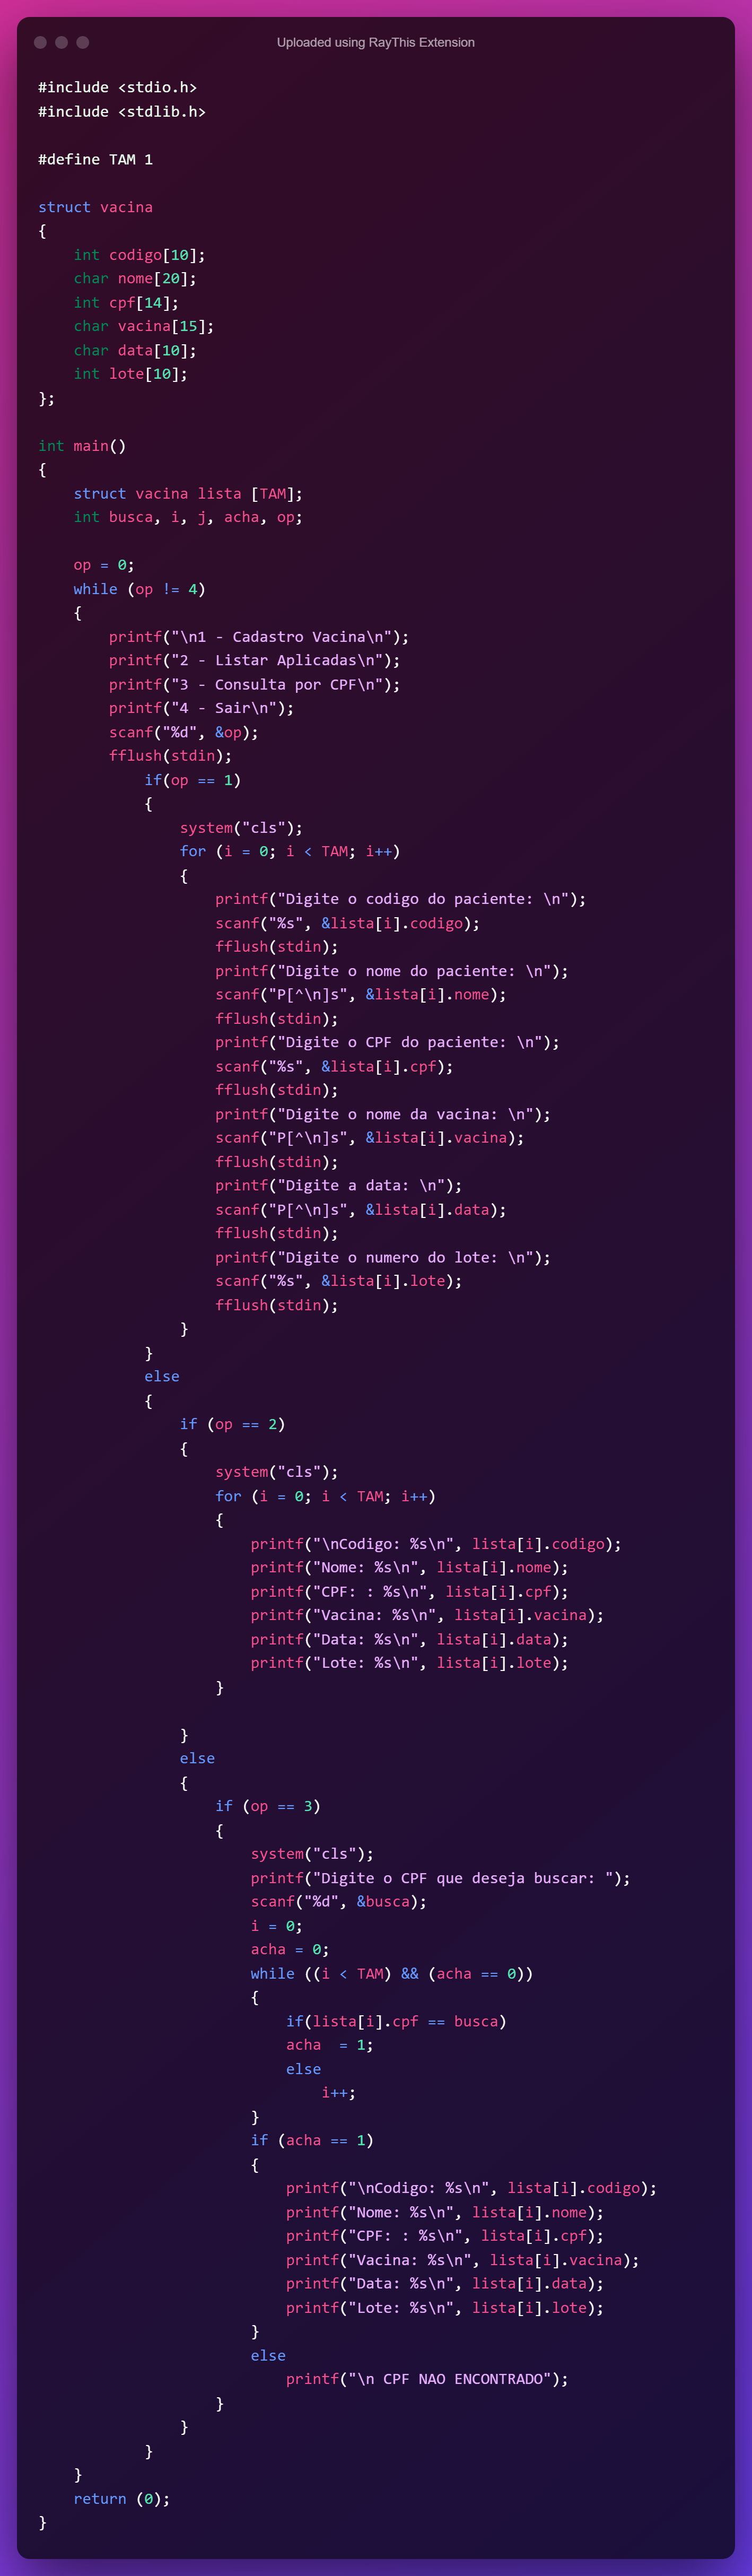 Uploaded using RayThis Extension
#include <stdio.h>
#include <stdlib.h>

#define TAM 1

struct vacina
{
    int codigo[10];
    char nome[20];
    int cpf[14];
    char vacina[15];
    char data[10];
    int lote[10];
};

int main()
{
    struct vacina lista [TAM];
    int busca, i, j, acha, op;

    op = 0;
    while (op != 4)
    {
        printf("\n1 - Cadastro Vacina\n");
        printf("2 - Listar Aplicadas\n");
        printf("3 - Consulta por CPF\n");
        printf("4 - Sair\n");
        scanf("%d", &op);
        fflush(stdin);
            if(op == 1)
            {
                system("cls");
                for (i = 0; i < TAM; i++)
                {
                    printf("Digite o codigo do paciente: \n");
                    scanf("%s", &lista[i].codigo);
                    fflush(stdin);
                    printf("Digite o nome do paciente: \n");
                    scanf("P[^\n]s", &lista[i].nome);
                    fflush(stdin);
                    printf("Digite o CPF do paciente: \n");
                    scanf("%s", &lista[i].cpf);
                    fflush(stdin);
                    printf("Digite o nome da vacina: \n");
                    scanf("P[^\n]s", &lista[i].vacina);
                    fflush(stdin);
                    printf("Digite a data: \n");
                    scanf("P[^\n]s", &lista[i].data);
                    fflush(stdin);
                    printf("Digite o numero do lote: \n");
                    scanf("%s", &lista[i].lote);
                    fflush(stdin);
                }
            }
            else
            {
                if (op == 2)
                {
                    system("cls");
                    for (i = 0; i < TAM; i++)
                    {
                        printf("\nCodigo: %s\n", lista[i].codigo);
                        printf("Nome: %s\n", lista[i].nome);
                        printf("CPF: : %s\n", lista[i].cpf);
                        printf("Vacina: %s\n", lista[i].vacina);
                        printf("Data: %s\n", lista[i].data);
                        printf("Lote: %s\n", lista[i].lote);
                    }

                }
                else
                {
                    if (op == 3)
                    {
                        system("cls");
                        printf("Digite o CPF que deseja buscar: ");
                        scanf("%d", &busca);
                        i = 0;
                        acha = 0;
                        while ((i < TAM) && (acha == 0))
                        {
                            if(lista[i].cpf == busca)
                            acha  = 1;
                            else
                                i++;
                        }
                        if (acha == 1)
                        {
                            printf("\nCodigo: %s\n", lista[i].codigo);
                            printf("Nome: %s\n", lista[i].nome);
                            printf("CPF: : %s\n", lista[i].cpf);
                            printf("Vacina: %s\n", lista[i].vacina);
                            printf("Data: %s\n", lista[i].data);
                            printf("Lote: %s\n", lista[i].lote);
                        }
                        else
                            printf("\n CPF NAO ENCONTRADO");
                    }
                }
            }
    }
    return (0);
}